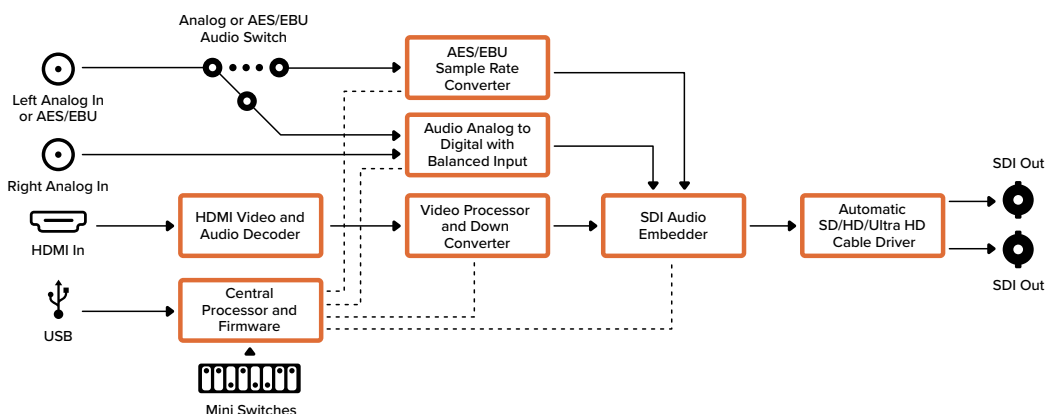 Analog or AES/EBU
Audio Switch
Left Analog In
or AES/EBU
AES/EBU
Sample Rate
Converter
Right Analog In
Audio Analog to
Digital with
Balanced Input
HDMI In
HDMI Video and
Audio Decoder
Video Processor
and Down
Converter
SDI Audio
Embedder
Automatic
SD/HD/Ultra HD
Cable Driver
SDI Out
SDI Out
USB
Central
Processor and
Firmware
Mini Switches